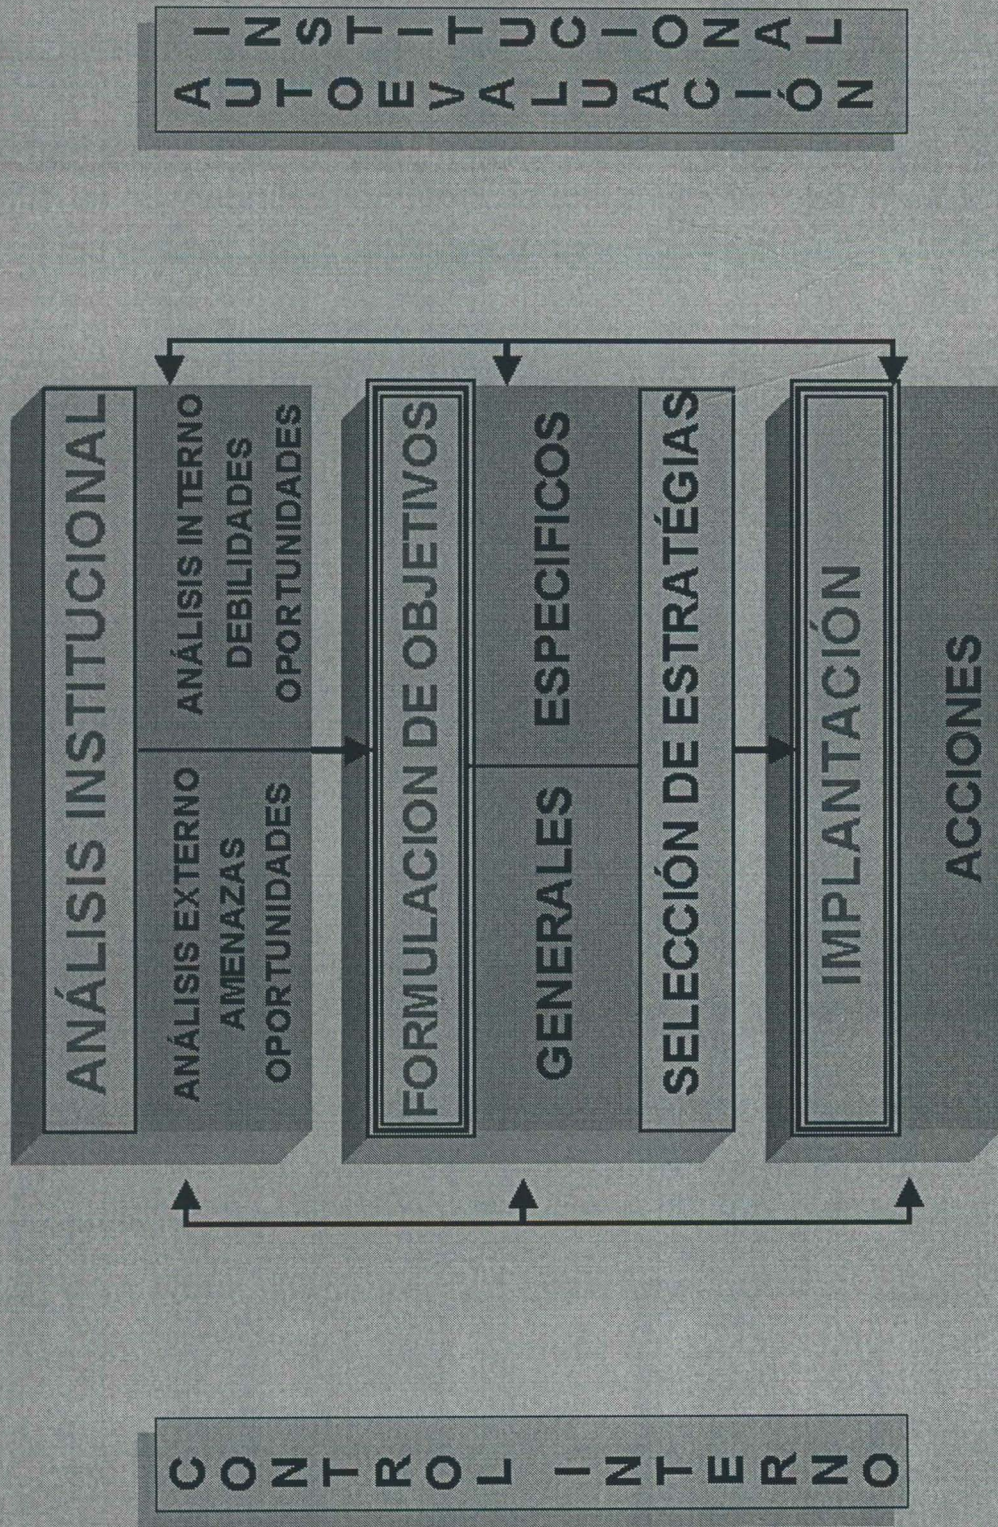 CONTROL INTERNO
ANÁLISIS INSTITUCIONAL
ANÁLISIS EXTERNO
AMENAZAS
OPORTUNIDADES
ANÁLISIS INTERNO
DEBILIDADES
OPORTUNIDADES
FORMULACION DE OBJETIVOS
GENERALES
ESPECIFICOS
SELECCIÓN DE ESTRATÉGIAS
IMPLANTACIÓN
ACCIONES
AUTOEVALUACIÓN
INSTITUCIONAL